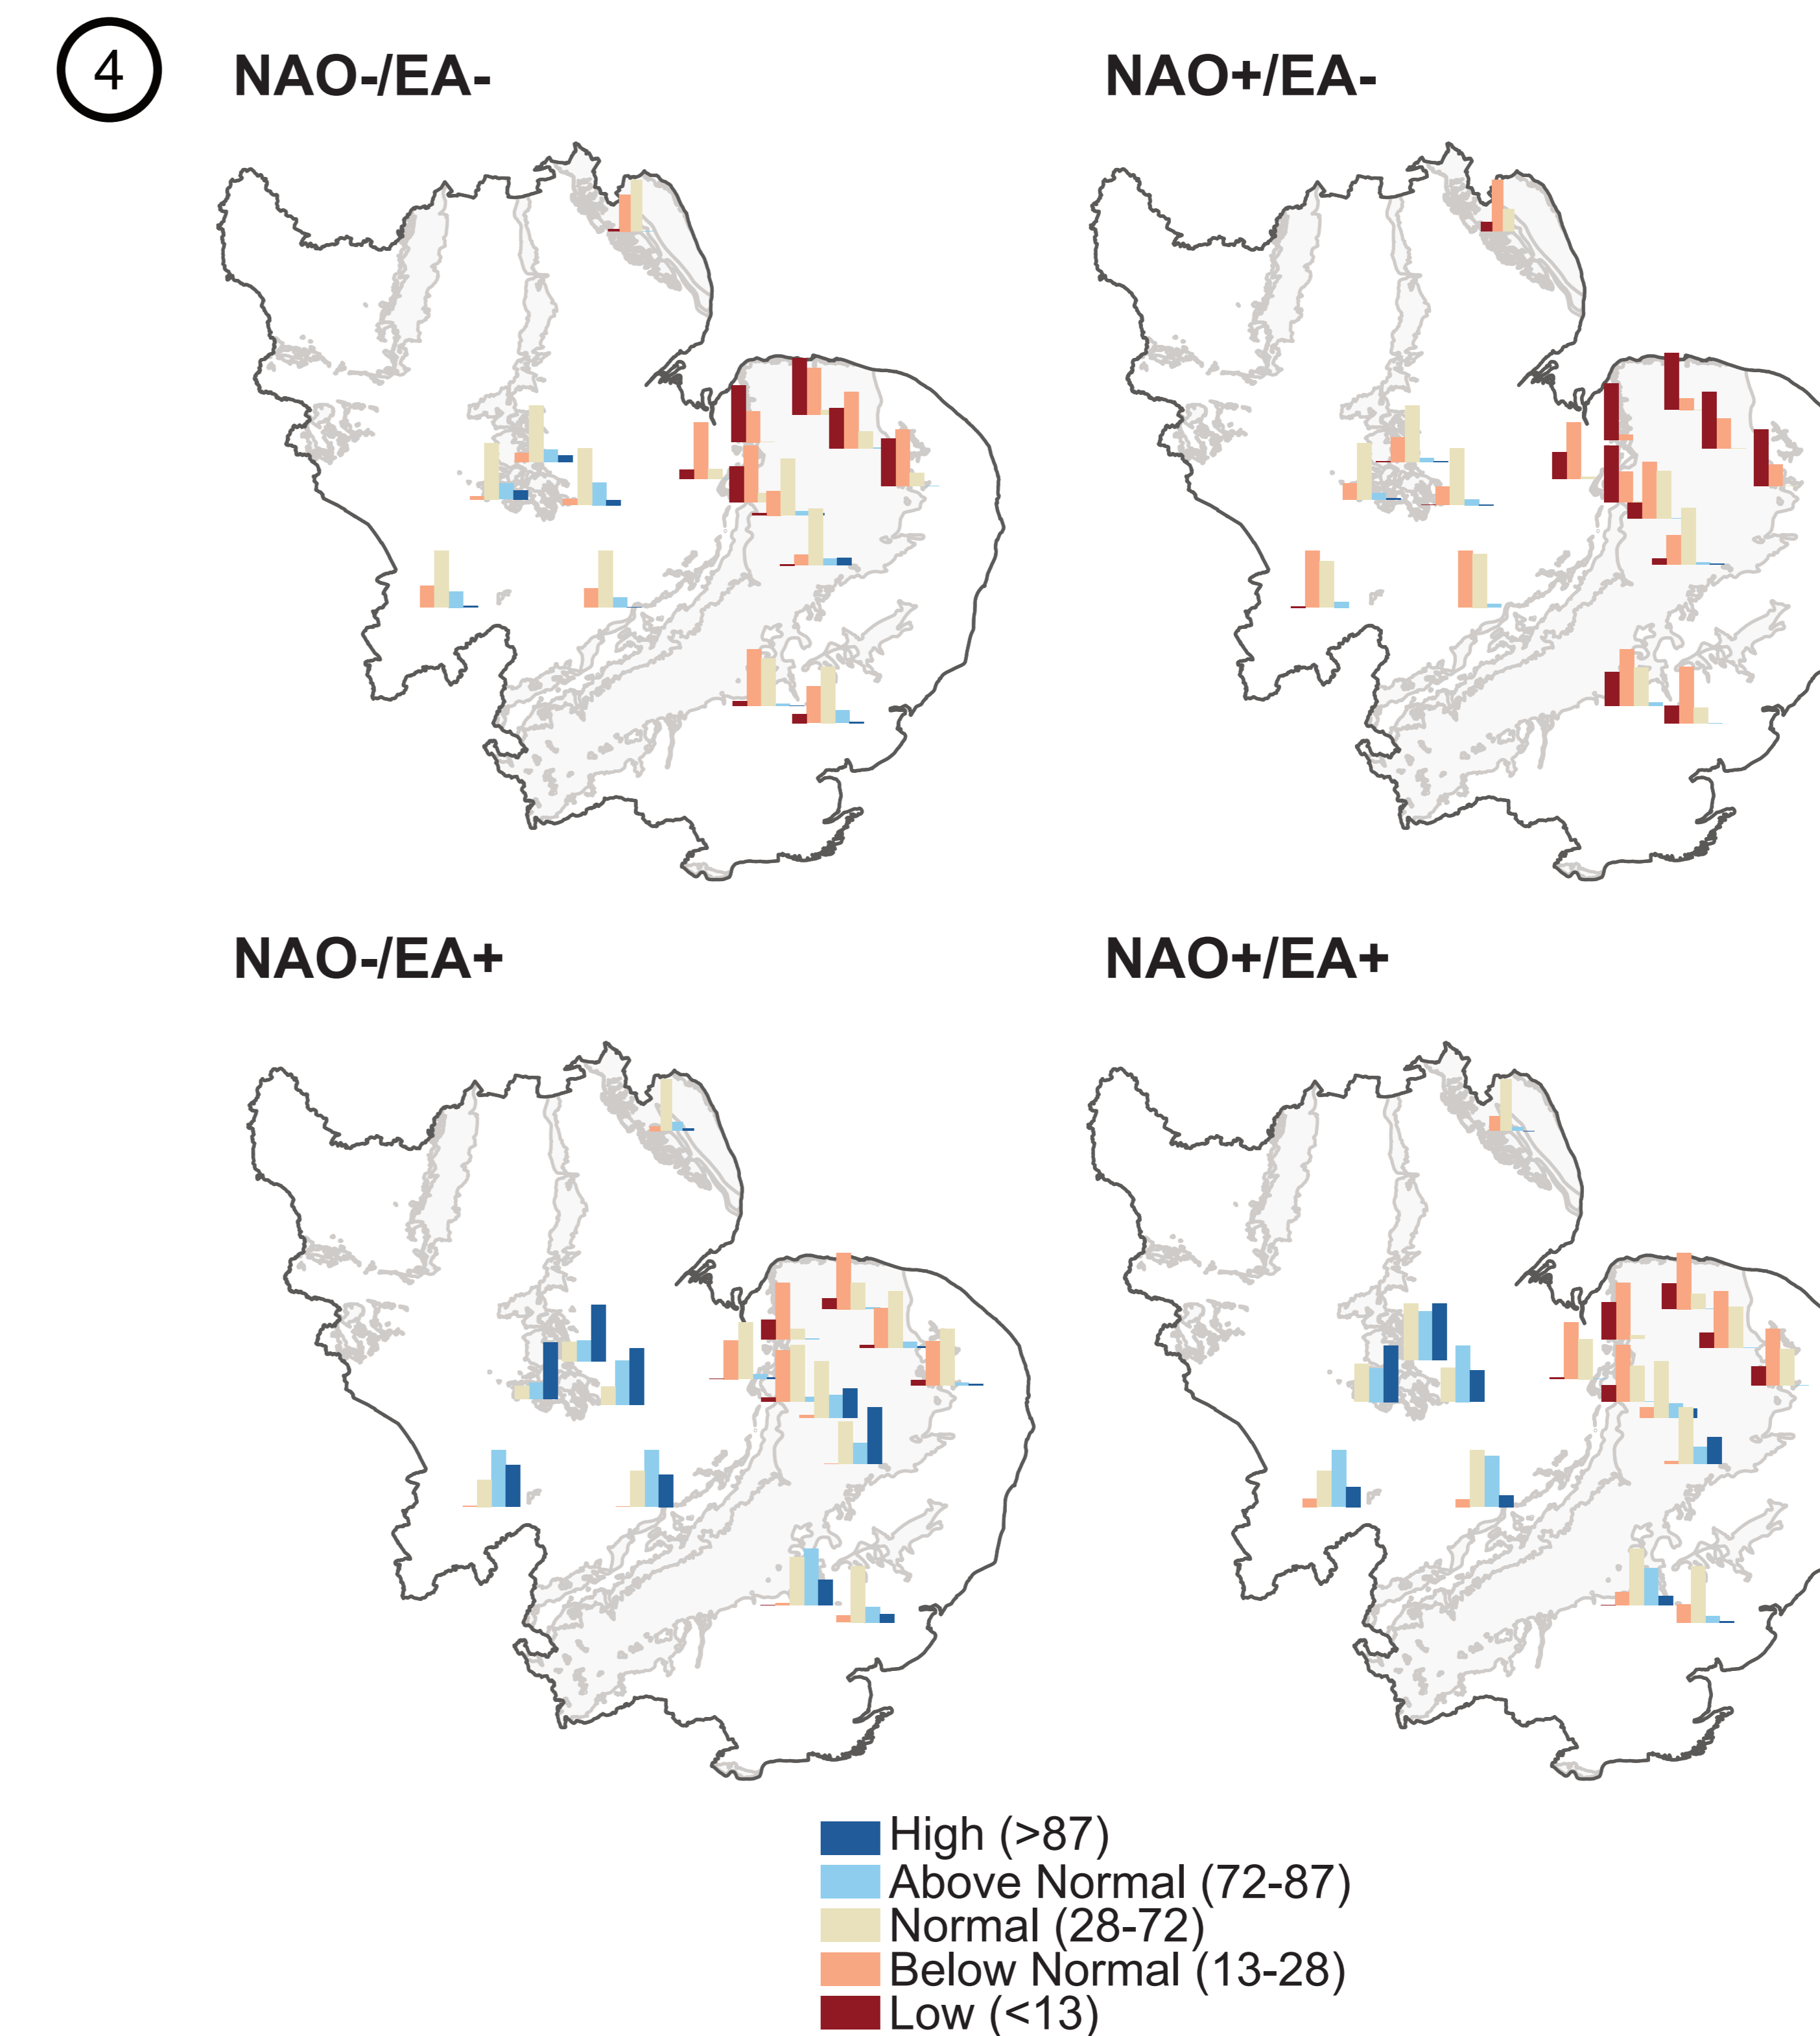 4
NAO-/EA-
NAO+/EA-
NAO-/EA+
NAO+/EA+
High (>87)
Above Normal (72-87)
Normal (28-72)
Below Normal (13-28)
Low (<13)